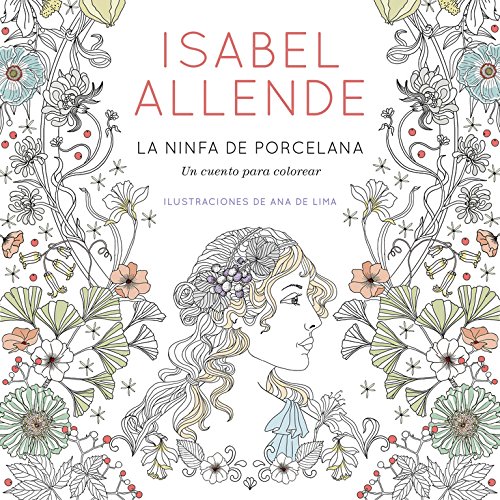 ISABEL
ALLENDE
LA NINFA DE PORCELANA
Un cuento para colorear
ILUSTRACIONES DE ANA DE LIMA